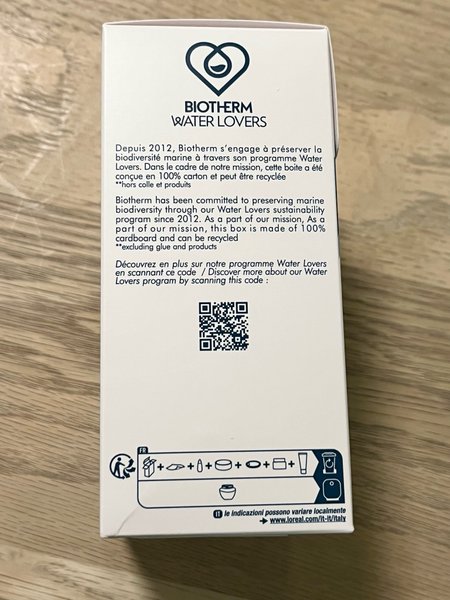 BIOTHERM
WATER LOVERS
Depuis 2012, Biotherm s'engage à préserver la
biodiversité marine à travers son programme Water
Lovers. Dans le cadre de notre mission, cette boite a été
conçue en 100% carton et peut être recyclée
**hors colle et produits
Biotherm has been committed to preserving marine
biodiversity through our Water Lovers sustainability
program since 2012. As a part of our mission, As a
part of our mission, this box is made of 100%
cardboard and can be recycled
**excluding glue and products
Découvrez en plus sur notre programme Water Lovers
en scannant ce code / Discover more about our Water
Lovers program by scanning this code :
FR
+ + + + + +
IT le indicazioni possono variare localmente
→ www.loreal.com/it-it/italy